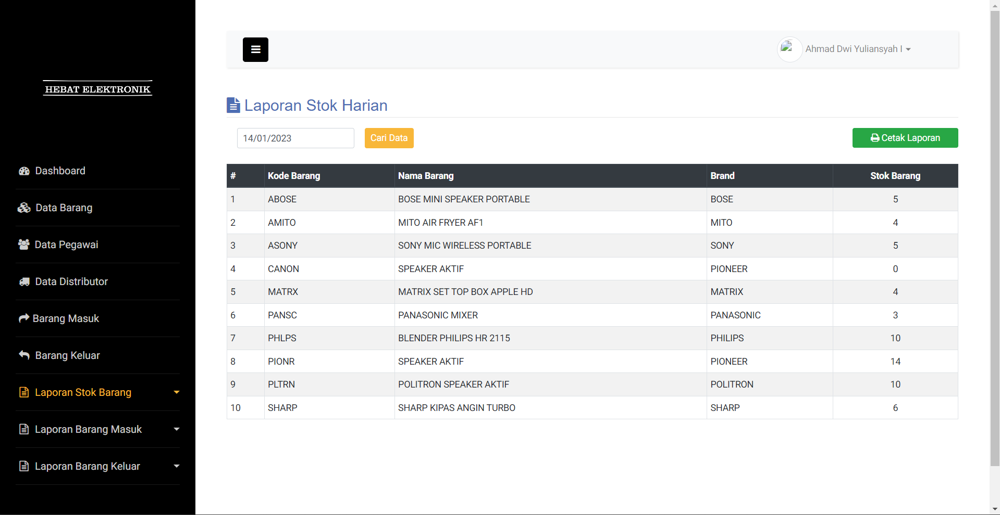 HEBAT ELEKTRONIK
Dashboard
Data Barang
Data Pegawai
Data Distributor
Barang Masuk
Barang Keluar
Laporan Stok Barang
Laporan Barang Masuk
Laporan Barang Keluar
Ahmad Dwi Yuliansyah I
Laporan Stok Harian
14/01/2023 Cari Data Cetak Laporan
# Kode Barang Nama Barang Brand Stok Barang
1 ABOSE BOSE MINI SPEAKER PORTABLE BOSE 5
2 AMITO MITO AIR FRYER AF1 MITO 4
3 ASONY SONY MIC WIRELESS PORTABLE SONY 5
4 CANON SPEAKER AKTIF PIONEER 0
5 MATRX MATRIX SET TOP BOX APPLE HD MATRIX 4
6 PANSC PANASONIC MIXER PANASONIC 3
7 PHLPS BLENDER PHILIPS HR 2115 PHILIPS 10
8 PIONR SPEAKER AKTIF PIONEER 14
9 PLTRN POLITRON SPEAKER AKTIF POLITRON 10
10 SHARP SHARP KIPAS ANGIN TURBO SHARP 6